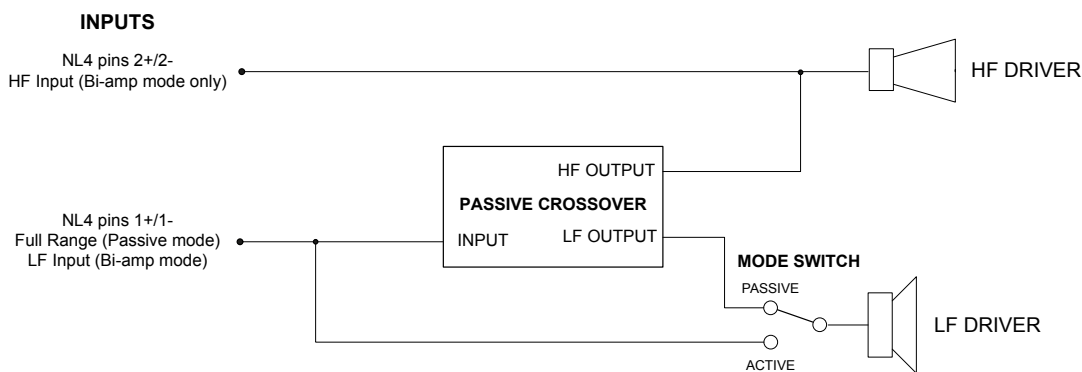 INPUTS
NL4 pins 2+/2-
HF Input (Bi-amp mode only)
HF DRIVER
HF OUTPUT
PASSIVE CROSSOVER
INPUT
LF OUTPUT
NL4 pins 1+/1-
Full Range (Passive mode)
LF Input (Bi-amp mode)
MODE SWITCH
PASSIVE
LF DRIVER
ACTIVE